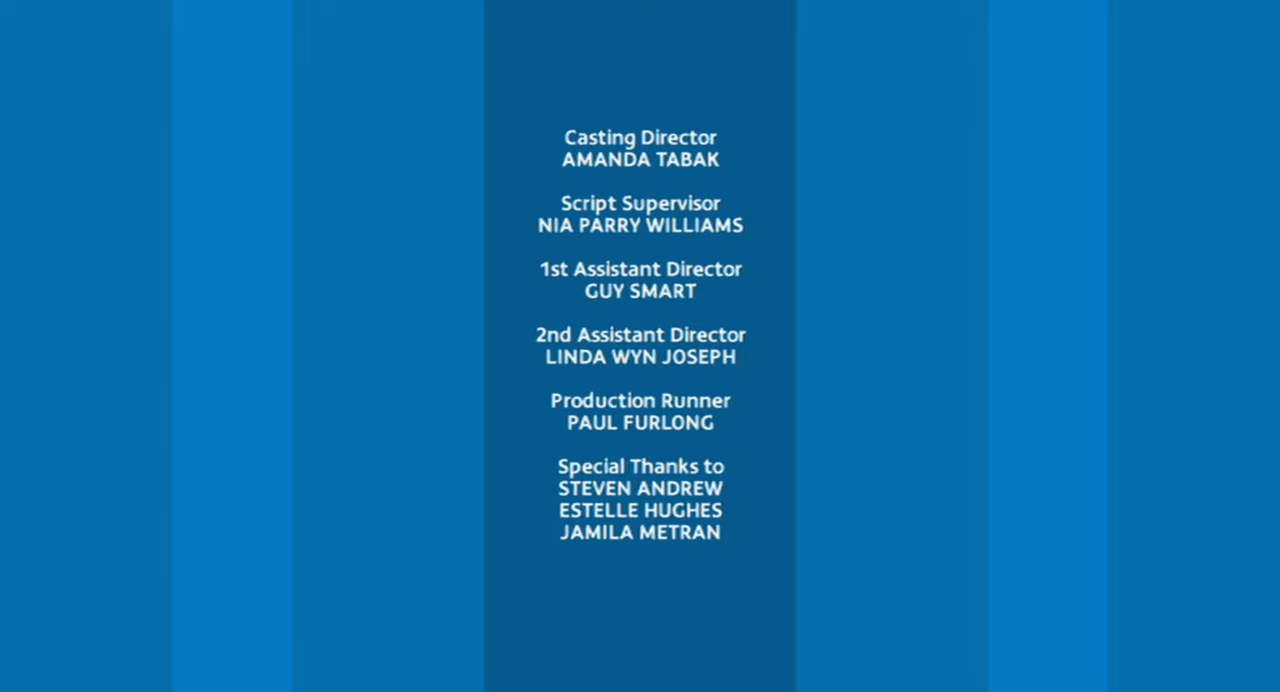 Casting Director
AMANDA TABAK
Script Supervisor
NIA PARRY WILLIAMS
1st Assistant Director
GUY SMART
2nd Assistant Director
LINDA WYN JOSEPH
Production Runner
PAUL FURLONG
Special Thanks to
STEVEN ANDREW
ESTELLE HUGHES
JAMILA METRAN